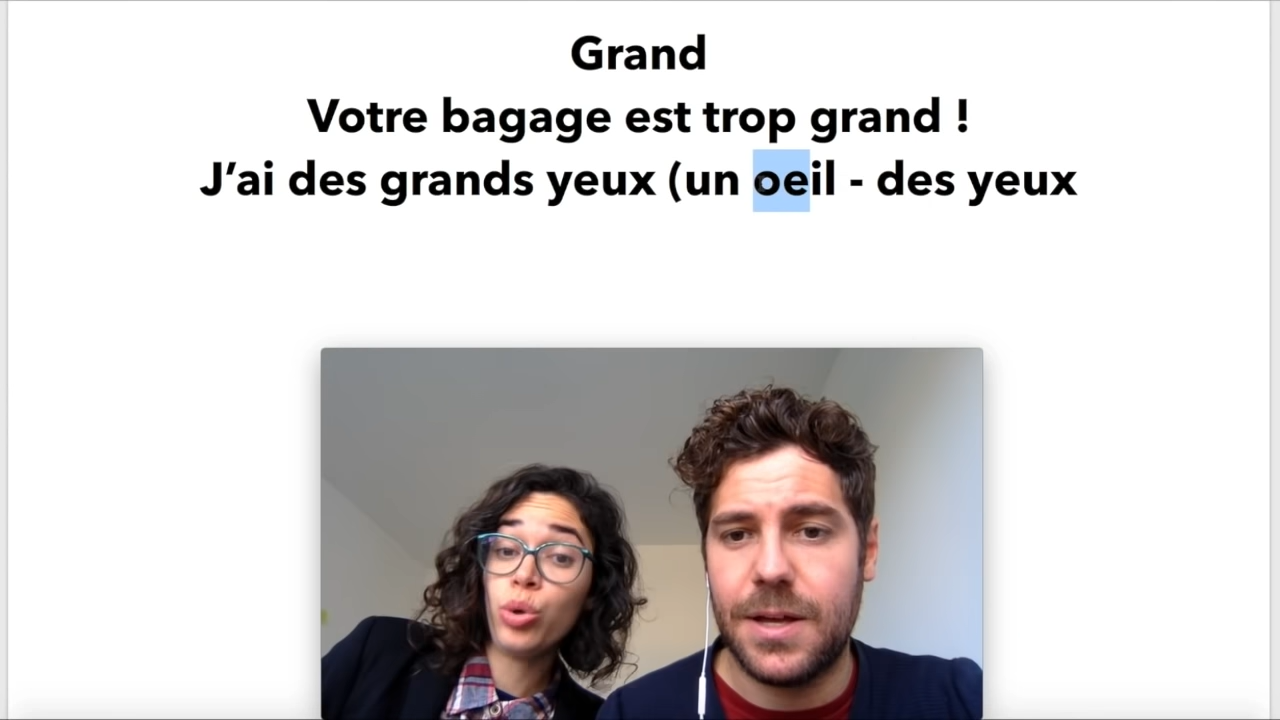 Grand
Votre bagage est trop grand !
J’ai des grands yeux (un oeil - des yeux